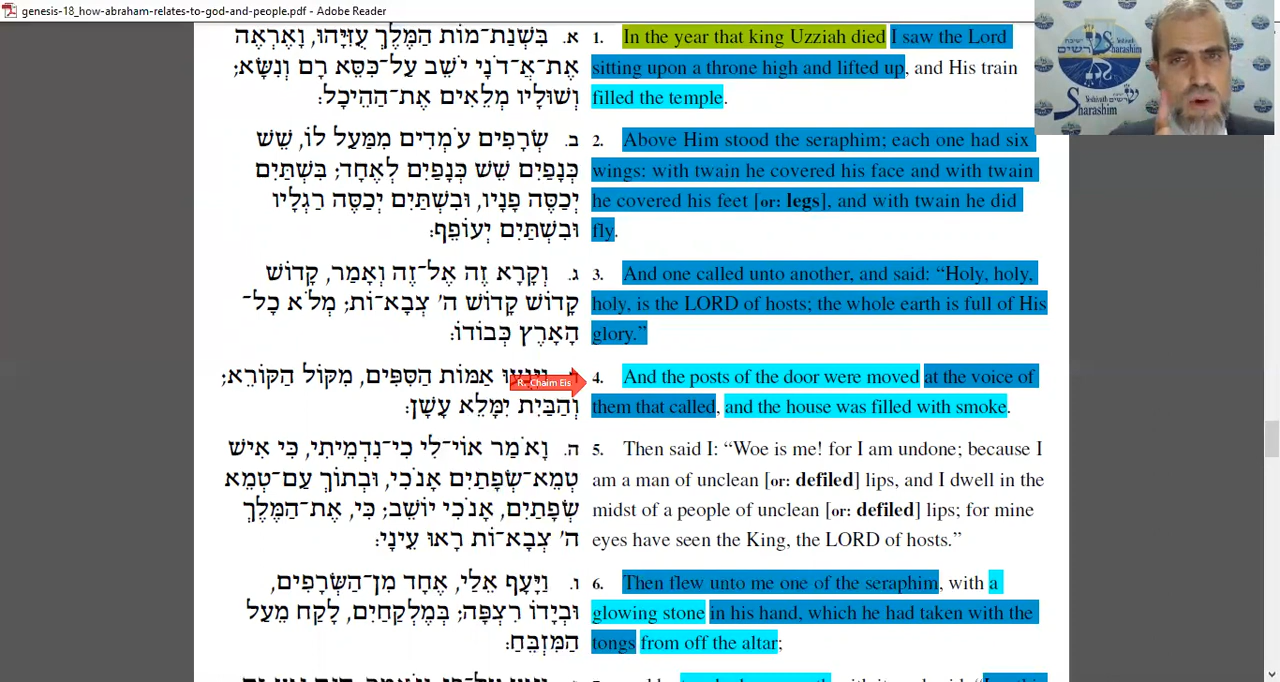 genesis-18_how-abraham-relates-to-god-and-people.pdf - Adobe Reader
א. בִּשְׁנַת־מוֹת הַמֶּלֶךְ עֻזִּיָּהוּ, וָאֶרְאֶה
אֶת־אֲ־דֹנָי יֹשֵׁב עַל־כִּסֵּא רָם וְנִשָּׂא;
וְשׁוּלָיו מְלֵאִים אֶת־הַהֵיכָל:
1. In the year that king Uzziah died I saw the Lord
sitting upon a throne high and lifted up, and His train
filled the temple.
ב. שְׂרָפִים עֹמְדִים מִמַּעַל לוֹ, שֵׁשׁ
כְּנָפַיִם שֵׁשׁ כְּנָפַיִם לְאֶחָד; בִּשְׁתַּיִם
יְכַסֶּה פָנָיו, וּבִשְׁתַּיִם יְכַסֶּה רַגְלָיו
וּבִשְׁתַּיִם יְעוֹפֵף:
2. Above Him stood the seraphim; each one had six
wings: with twain he covered his face and with twain
he covered his feet [or: legs], and with twain he did
fly.
ג. וְקָרָא זֶה אֶל־זֶה וְאָמַר, קָדוֹשׁ
קָדוֹשׁ קָדוֹשׁ ה' צְבָא־וֹת; מְלֹא כָל־
הָאָרֶץ כְּבוֹדוֹ:
3. And one called unto another, and said: “Holy, holy,
holy, is the LORD of hosts; the whole earth is full of His
glory.”
אַמּוֹת הַסִּפִּים, מִקּוֹל הַקּוֹרֵא;
וְהַבַּיִת יִמָּלֵא עָשָׁן:
R. Chaim Eis
4. And the posts of the door were moved at the voice of
them that called, and the house was filled with smoke.
ה. וָאֹמַר אוֹי־לִי כִי־נִדְמֵיתִי, כִּי אִישׁ
טְמֵא־שְׂפָתַיִם אָנֹכִי, וּבְתוֹךְ עַם־טְמֵא
שְׂפָתַיִם, אָנֹכִי יוֹשֵׁב; כִּי, אֶת־הַמֶּלֶךְ
ה' צְבָא־וֹת רָאוּ עֵינָי:
5. Then said I: “Woe is me! for I am undone; because I
am a man of unclean [or: defiled] lips, and I dwell in the
midst of a people of unclean [or: defiled] lips; for mine
eyes have seen the King, the LORD of hosts.”
ו. וַיָּעָף אֵלַי, אֶחָד מִן־הַשְּׂרָפִים,
וּבְיָדוֹ רִצְפָּה; בְּמֶלְקַחַיִם, לָקַח מֵעַל
הַמִּזְבֵּחַ:
6. Then flew unto me one of the seraphim, with a
glowing stone in his hand, which he had taken with the
tongs from off the altar;